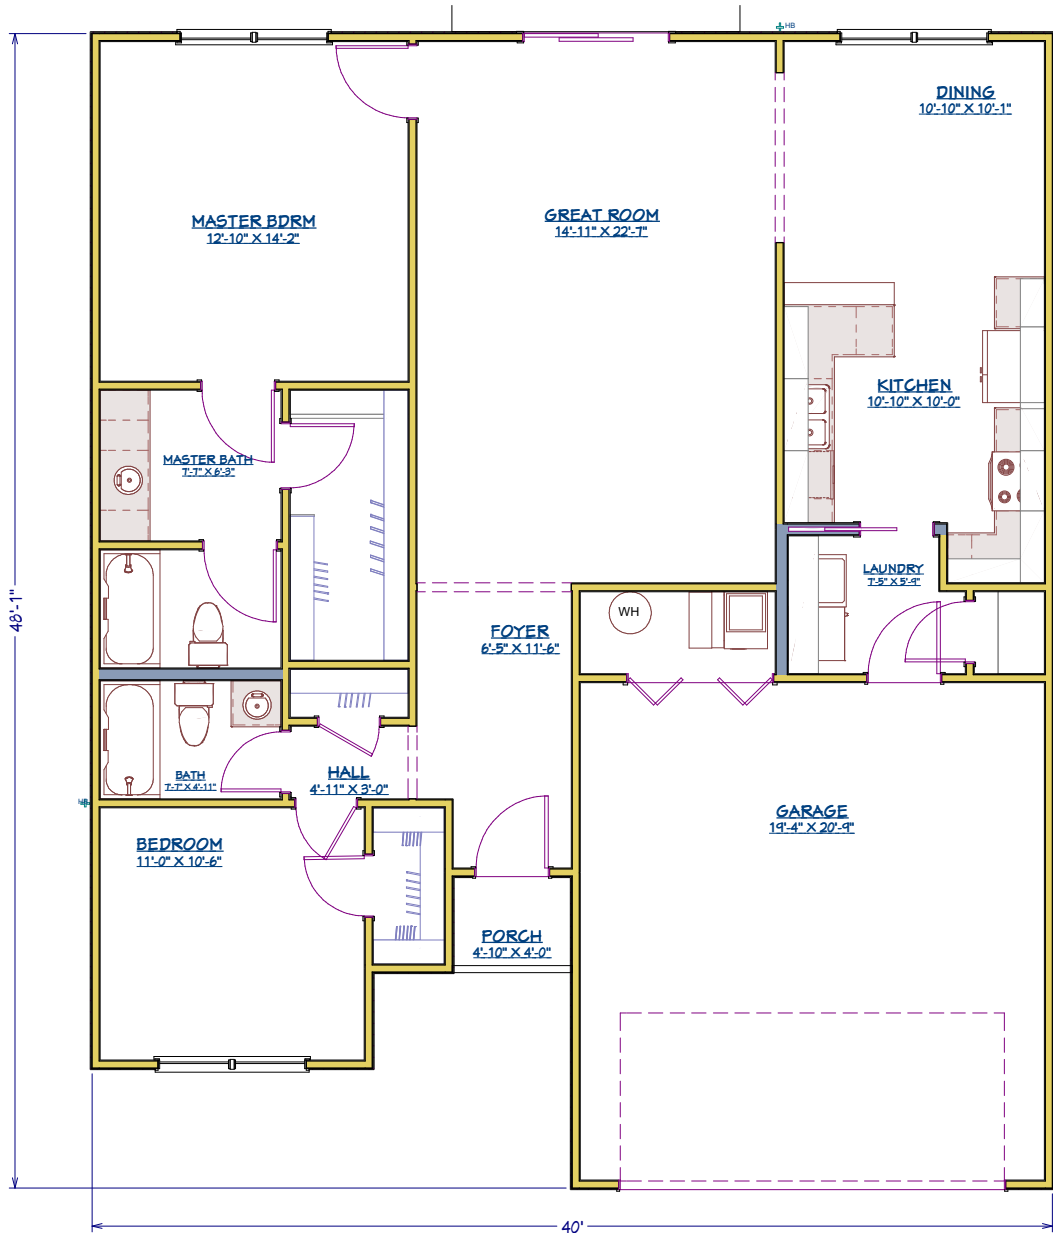 HB
DINING
10'-10" X 10'-1"
MASTER BDRM
12'-10" X 14'-2"
GREAT ROOM
14'-11" X 22'-7"
KITCHEN
10'-10" X 10'-0"
MASTER BATH
7'-7" X 6'-3"
LAUNDRY
7'-5" X 5'-9"
48'-1"
WH
FOYER
6'-5" X 11'-6"
BATH
7'-7" X 4'-11"
HALL
4'-11" X 3'-0"
HB
GARAGE
19'-4" X 20'-9"
BEDROOM
11'-0" X 10'-6"
PORCH
4'-10" X 4'-0"
40'